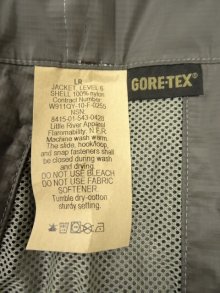 LR
JACKET, LEVEL 6
SHELL 100% nylon.
Contract Number:
W911QY-10-F-0255
NSN:
8415-01-543-0428
Little River Apparel
Flammability: N.F.R.
Machine wash warm.
The slide, hook/loop,
and snap fasteners shall
be closed during wash
and drying.
DO NOT USE BLEACH
DO NOT USE FABRIC
SOFTENER.
Tumble dry-cotton
sturdy setting.
GORE-TEX